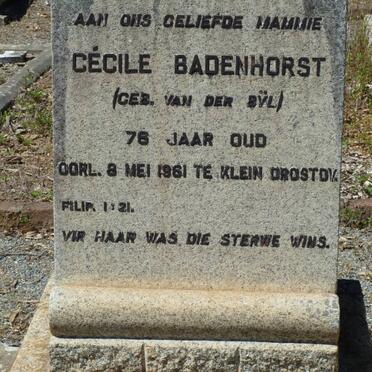 AAN ONS GELIEFDE MAMMIE
CÉCILE BADENHORST
(GEB. VAN DER BŸL)
76 JAAR OUD
OORL. 8 MEI 1961 TE KLEIN DROSTDY.
FILIP. 1:21.
VIR HAAR WAS DIE STERWE WINS.